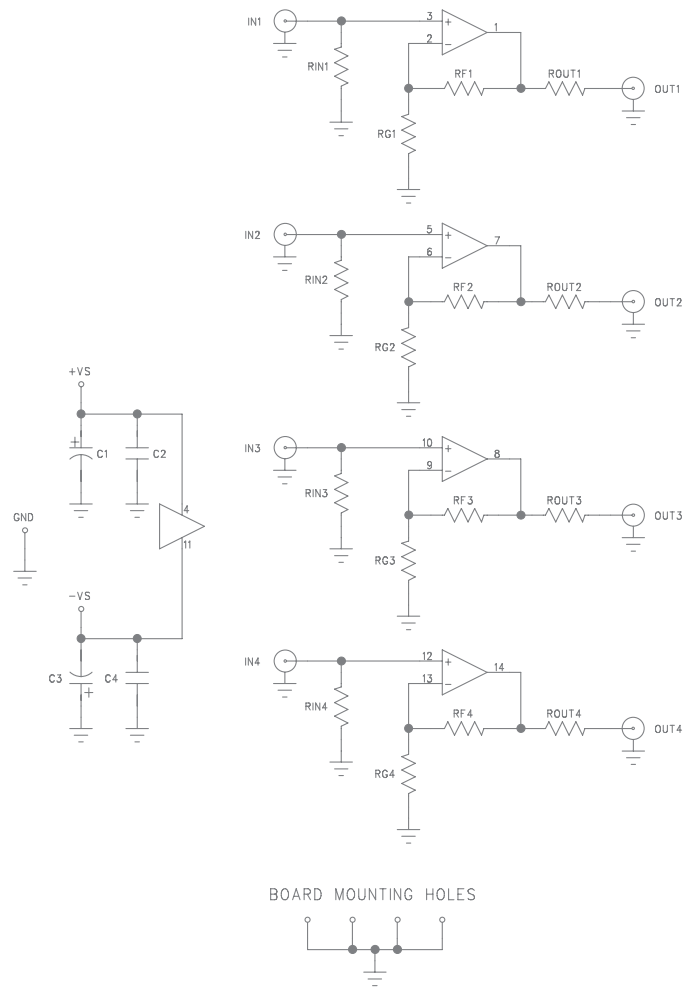 IN1
3
1
+
2
−
RIN1
RF1
ROUT1
OUT1
RG1
IN2
5
7
+
6
−
RIN2
RF2
ROUT2
OUT2
RG2
+VS
+
C1
C2
IN3
10
8
+
9
−
RIN3
RF3
ROUT3
OUT3
RG3
GND
4
11
−VS
C3
C4
+
IN4
12
14
+
13
−
RIN4
RF4
ROUT4
OUT4
RG4
BOARD MOUNTING HOLES